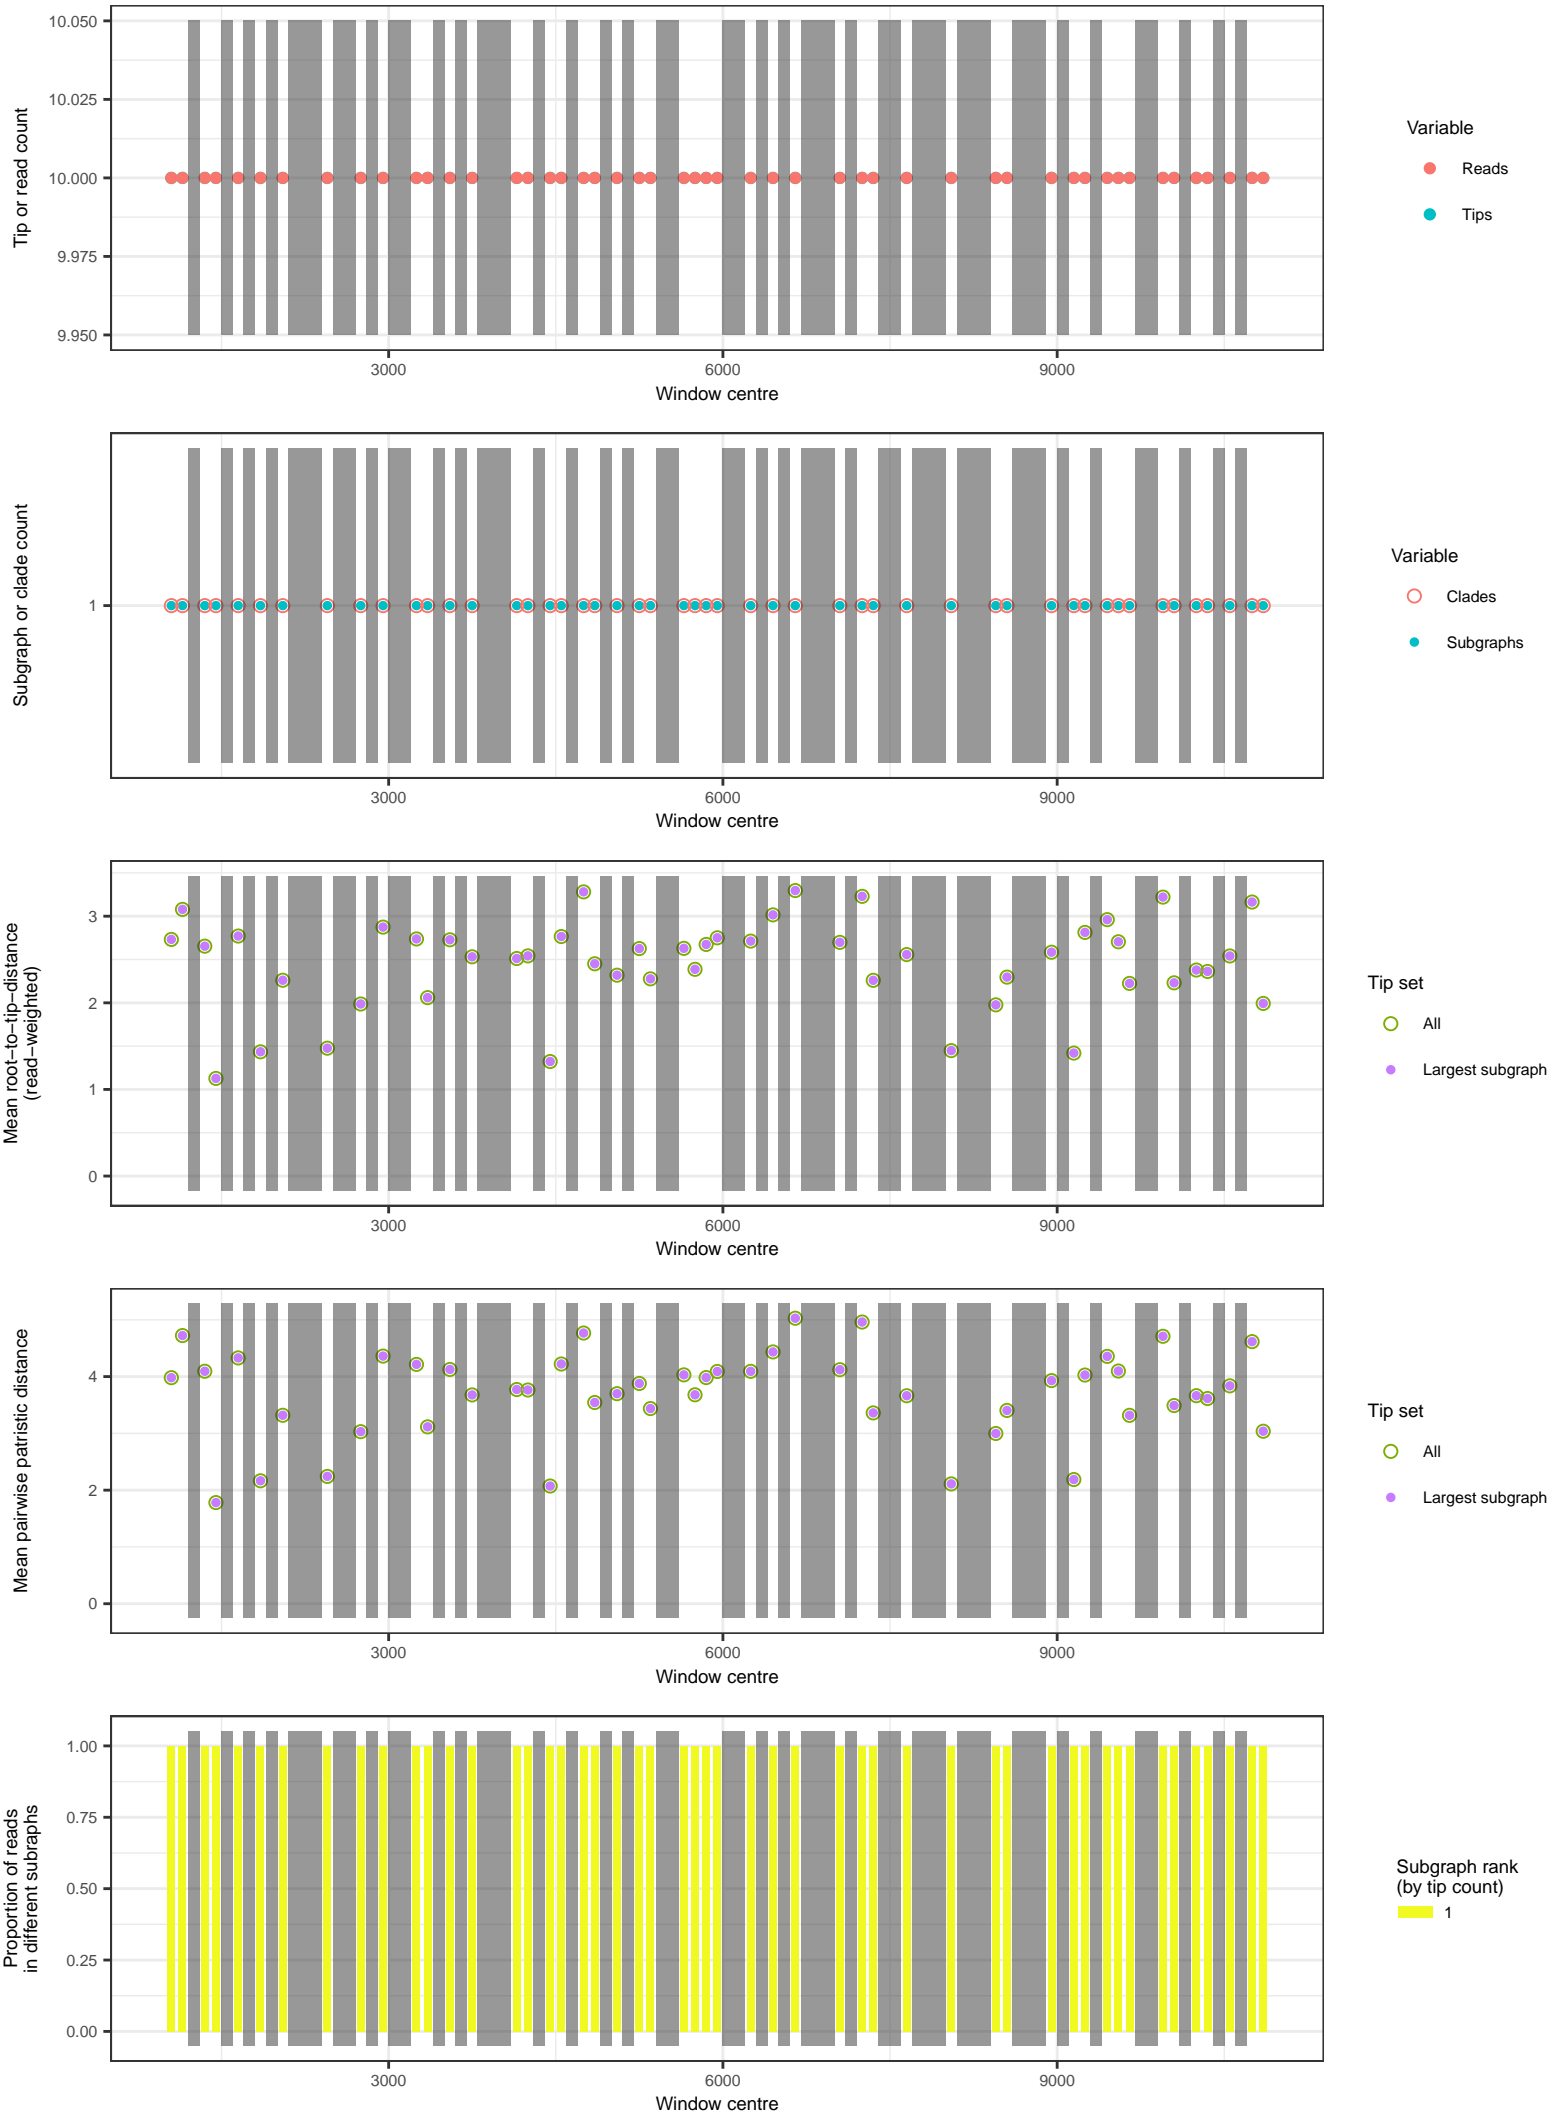 10.050
10.025
10.000
9.975
9.950
Tip or read count
3000
6000
9000
Window centre
Variable
Reads
Tips
1
Subgraph or clade count
3000
6000
9000
Window centre
Variable
Clades
Subgraphs
3
2
1
0
Mean root−to−tip−distance
(read−weighted)
3000
6000
9000
Window centre
Tip set
All
Largest subgraph
4
2
0
Mean pairwise patristic distance
3000
6000
9000
Window centre
Tip set
All
Largest subgraph
1.00
0.75
0.50
0.25
0.00
Proportion of reads
in different subraphs
3000
6000
9000
Window centre
Subgraph rank
(by tip count)
1